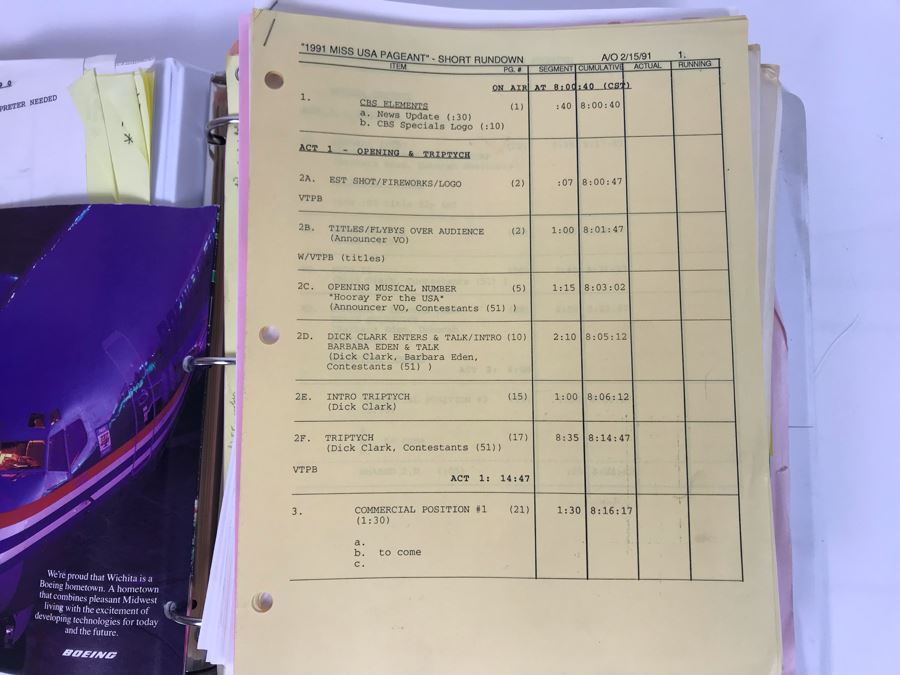 "1991 MISS USA PAGEANT" - SHORT RUNDOWN A/O 2/15/91 1.
ITEM PG. # SEGMENT CUMULATIVE ACTUAL RUNNING
ON AIR AT 8:00:40 (CST)
1. CBS ELEMENTS (1) :40 8:00:40
a. News Update (:30)
b. CBS Specials Logo (:10)
ACT 1 - OPENING & TRIPTYCH
2A. EST SHOT/FIREWORKS/LOGO (2) :07 8:00:47
VTPB
2B. TITLES/FLYBYS OVER AUDIENCE (2) 1:00 8:01:47
(Announcer VO)
W/VTPB (titles)
2C. OPENING MUSICAL NUMBER (5) 1:15 8:03:02
"Hooray For the USA"
(Announcer VO, Contestants (51) )
2D. DICK CLARK ENTERS & TALK/INTRO (10) 2:10 8:05:12
BARBABA EDEN & TALK
(Dick Clark, Barbara Eden,
Contestants (51) )
2E. INTRO TRIPTYCH (15) 1:00 8:06:12
(Dick Clark)
2F. TRIPTYCH (17) 8:35 8:14:47
(Dick Clark, Contestants (51))
VTPB
ACT 1: 14:47
3. COMMERCIAL POSITION #1 (21) 1:30 8:16:17
(1:30)
a.
b. to come
c.
PRETER NEEDED
*
We're proud that Wichita is a
Boeing hometown. A hometown
that combines pleasant Midwest
living with the excitement of
developing technologies for today
and the future.
BOEING